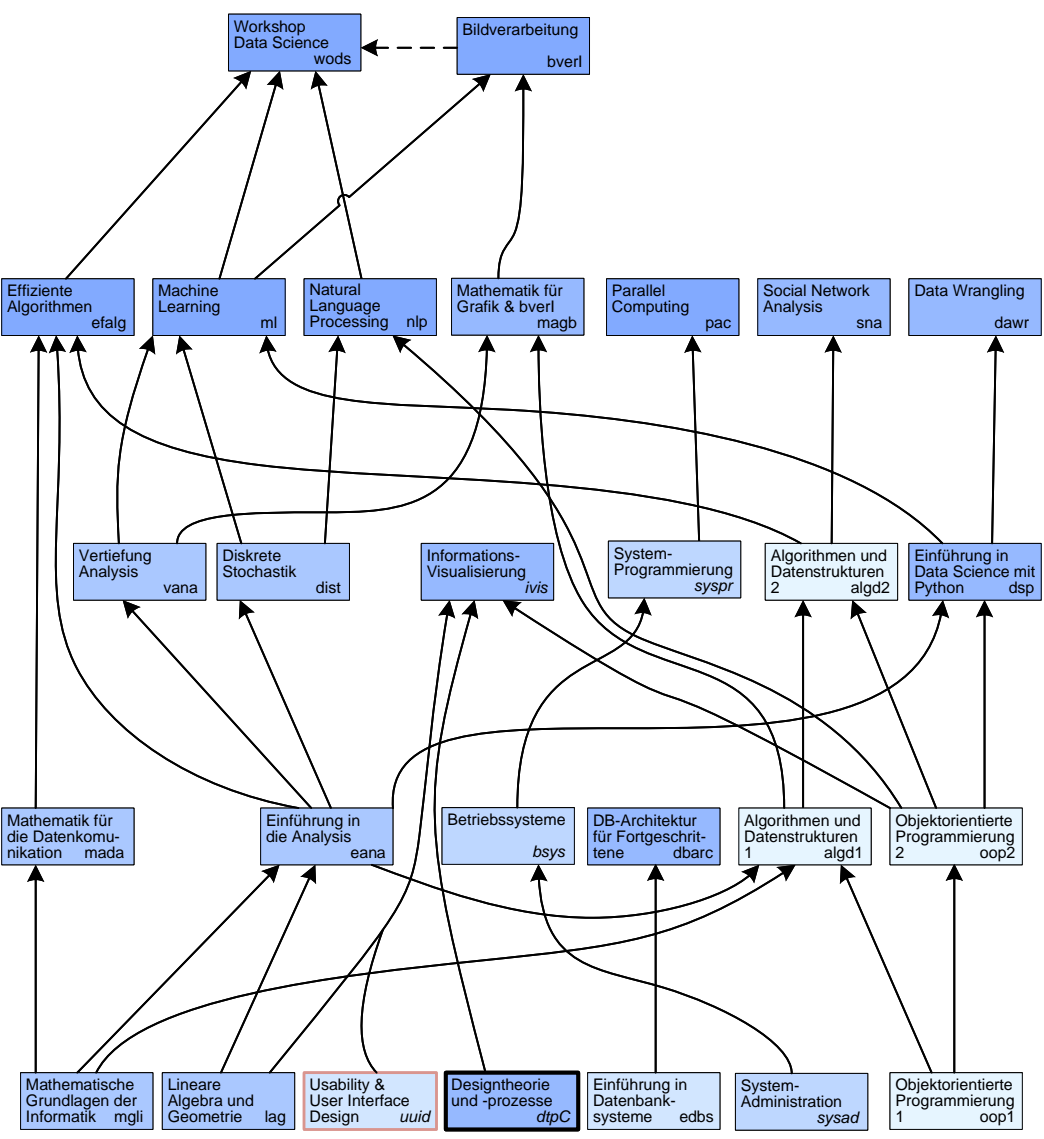 Workshop
Data Science
wods
Bildverarbeitung
bverl
Effiziente
Algorithmen
efalg
Machine
Learning
ml
Natural
Language
Processing nlp
Mathematik für
Grafik & bverl
magb
Parallel
Computing
pac
Social Network
Analysis
sna
Data Wrangling
dawr
Vertiefung
Analysis
vana
Diskrete
Stochastik
dist
Informations-
Visualisierung
ivis
System-
Programmierung
syspr
Algorithmen und
Datenstrukturen
2 algd2
Einführung in
Data Science mit
Python dsp
Mathematik für
die Datenkomu-
nikation mada
Einführung in
die Analysis
eana
Betriebssysteme
bsys
DB-Architektur
für Fortgeschrit-
tene dbarc
Algorithmen und
Datenstrukturen
1 algd1
Objektorientierte
Programmierung
2 oop2
Mathematische
Grundlagen der
Informatik mgli
Lineare
Algebra und
Geometrie lag
Usability &
User Interface
Design uuid
Designtheorie
und -prozesse
dtpC
Einführung in
Datenbank-
systeme edbs
System-
Administration
sysad
Objektorientierte
Programmierung
1 oop1